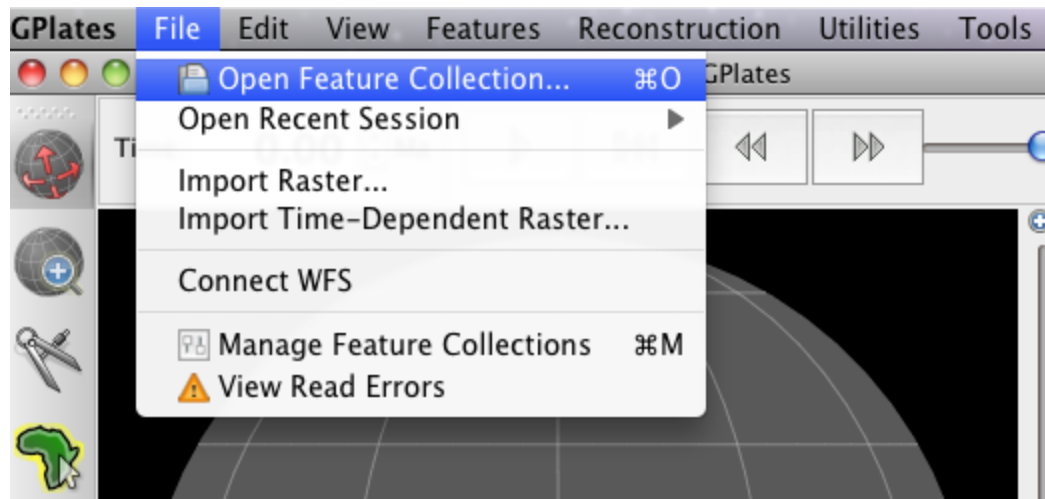 GPlates File Edit View Features Reconstruction Utilities Tools
Open Feature Collection... ⌘O
GPlates
Open Recent Session
Import Raster...
Import Time-Dependent Raster...
Connect WFS
Manage Feature Collections ⌘M
View Read Errors